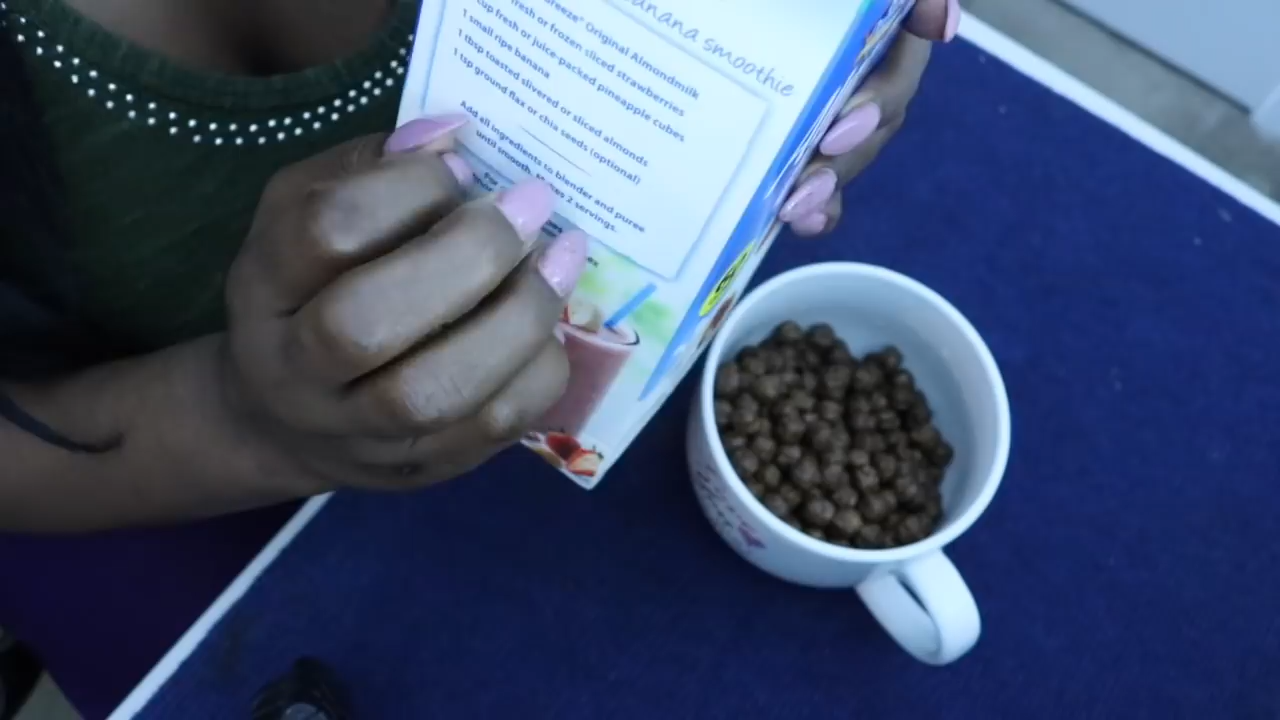 banana smoothie
Breeze® Original Almondmilk
fresh or frozen sliced strawberries
cup fresh or juice-packed pineapple cubes
1 small ripe banana
1 tbsp toasted slivered or sliced almonds
1 tsp ground flax or chia seeds (optional)
Add all ingredients to blender and puree
until smooth. Makes 2 servings.
For